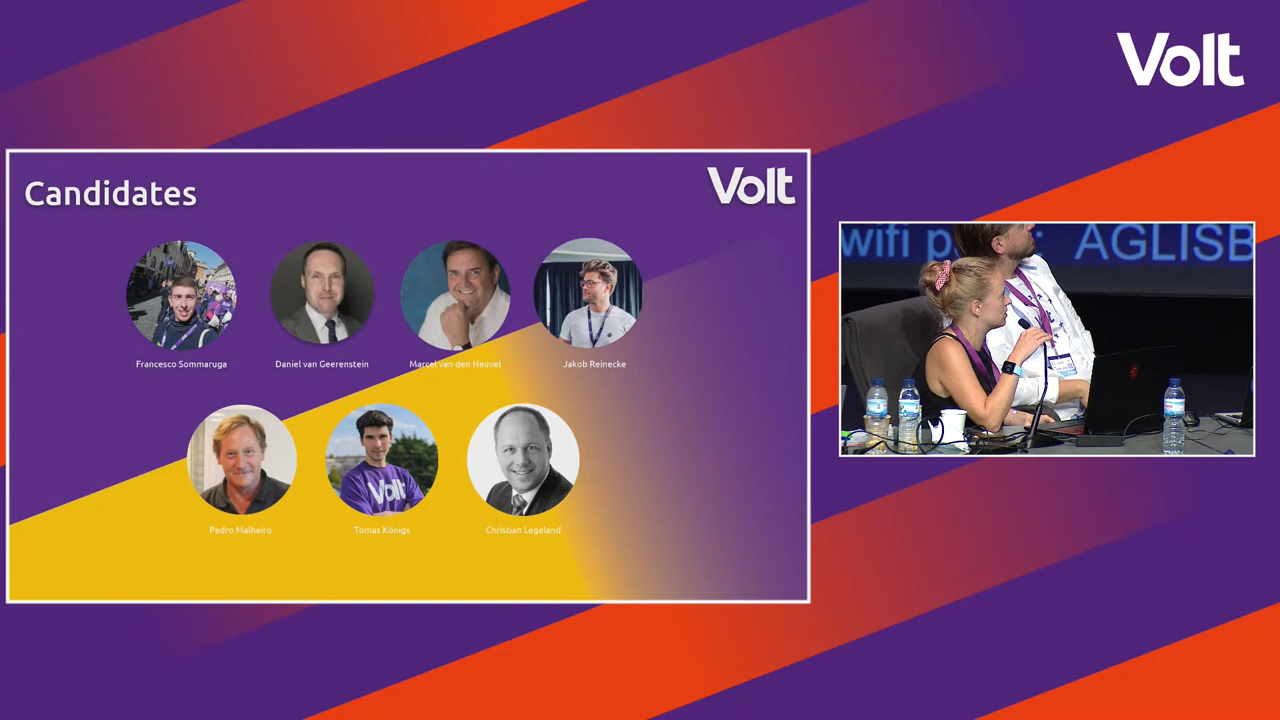 Volt
Candidates
Volt
Francesco Sommaruga
Daniel van Geerenstein
Marcel van den Heuvel
Jakob Reinecke
Pedro Malheiro
Tomas Königs
Christian Legeland
Volt
wifi
AGLISB